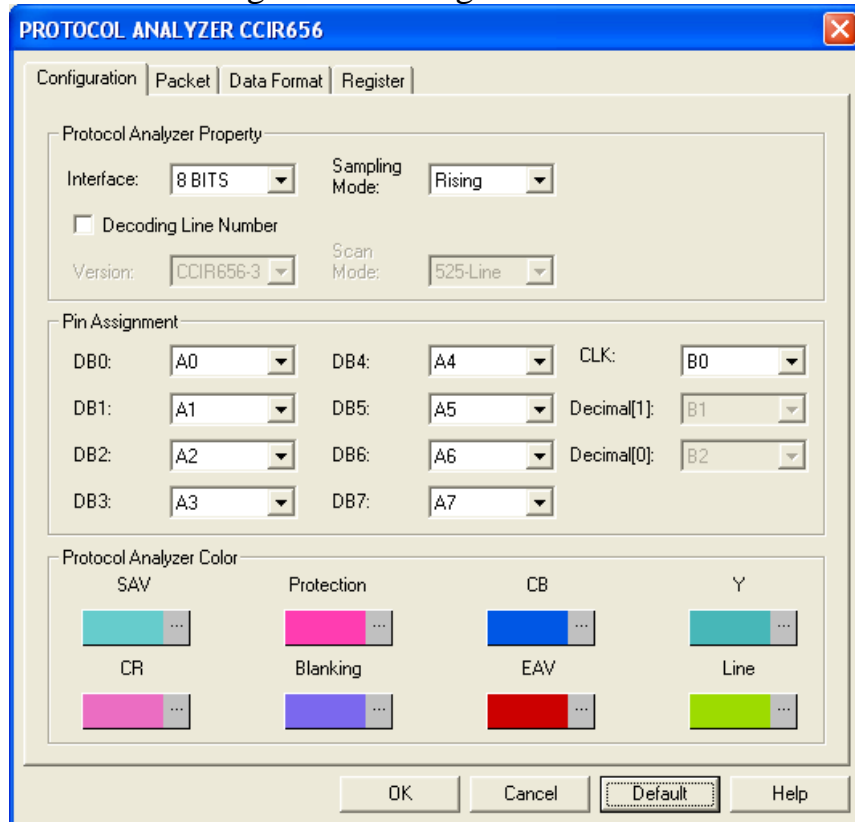 PROTOCOL ANALYZER CCIR656
Configuration Packet Data Format Register
Protocol Analyzer Property
Interface: 8 BITS Sampling Mode: Rising
Decoding Line Number
Version: CCIR656-3 Scan Mode: 525-Line
Pin Assignment
DB0: A0 DB4: A4 CLK: B0
DB1: A1 DB5: A5 Decimal[1]: B1
DB2: A2 DB6: A6 Decimal[0]: B2
DB3: A3 DB7: A7
Protocol Analyzer Color
SAV Protection CB Y
... ... ... ...
CR Blanking EAV Line
... ... ... ...
OK Cancel Default Help